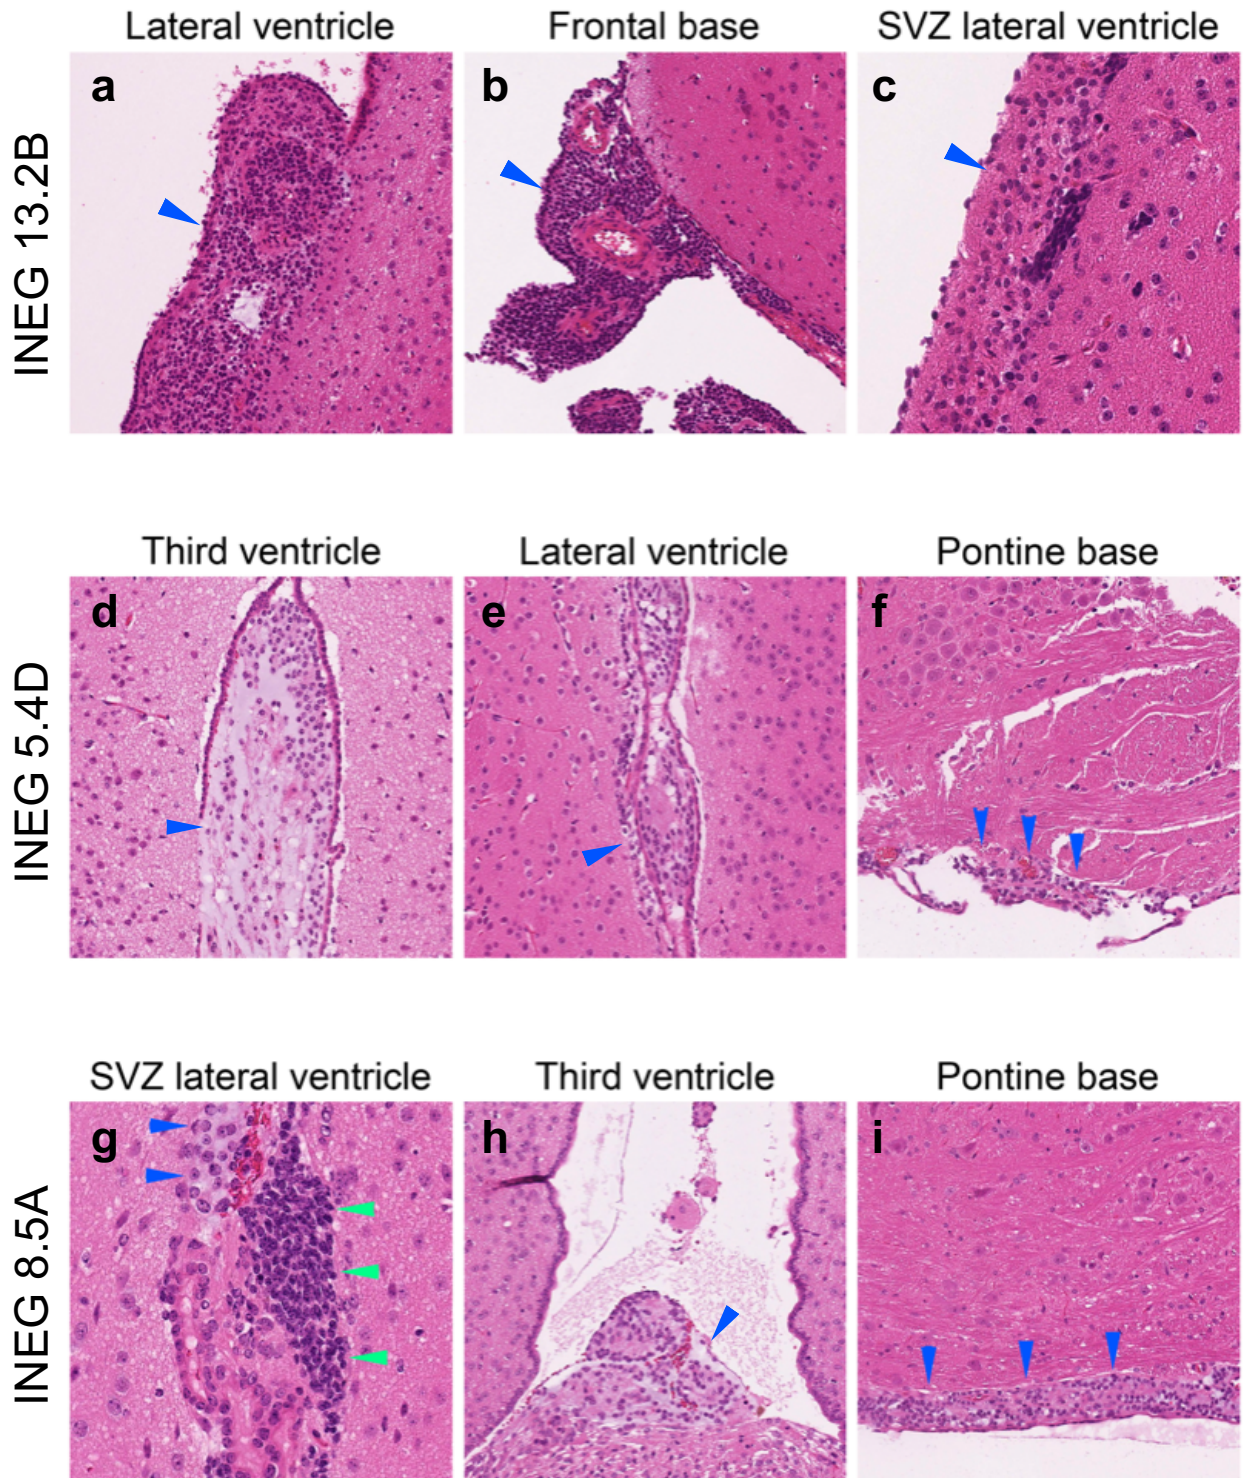 Lateral ventricle
Frontal base
SVZ lateral ventricle
INEG 13.2B
a
b
c
Third ventricle
Lateral ventricle
Pontine base
INEG 5.4D
d
e
f
SVZ lateral ventricle
Third ventricle
Pontine base
INEG 8.5A
g
h
i